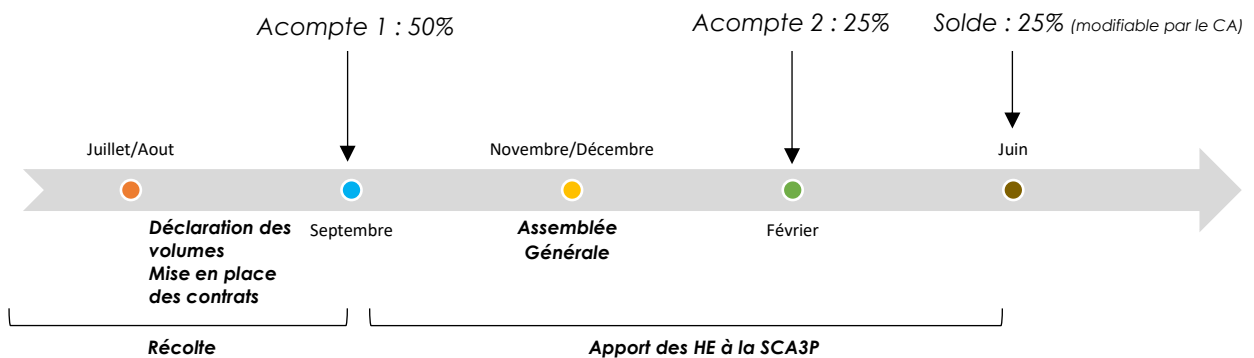 Acompte 1 : 50%
Acompte 2 : 25%
Solde : 25% (modifiable par le CA)
Juillet/Aout
Novembre/Décembre
Juin
Déclaration des
volumes
Mise en place
des contrats
Septembre
Assemblée
Générale
Février
Récolte
Apport des HE à la SCA3P